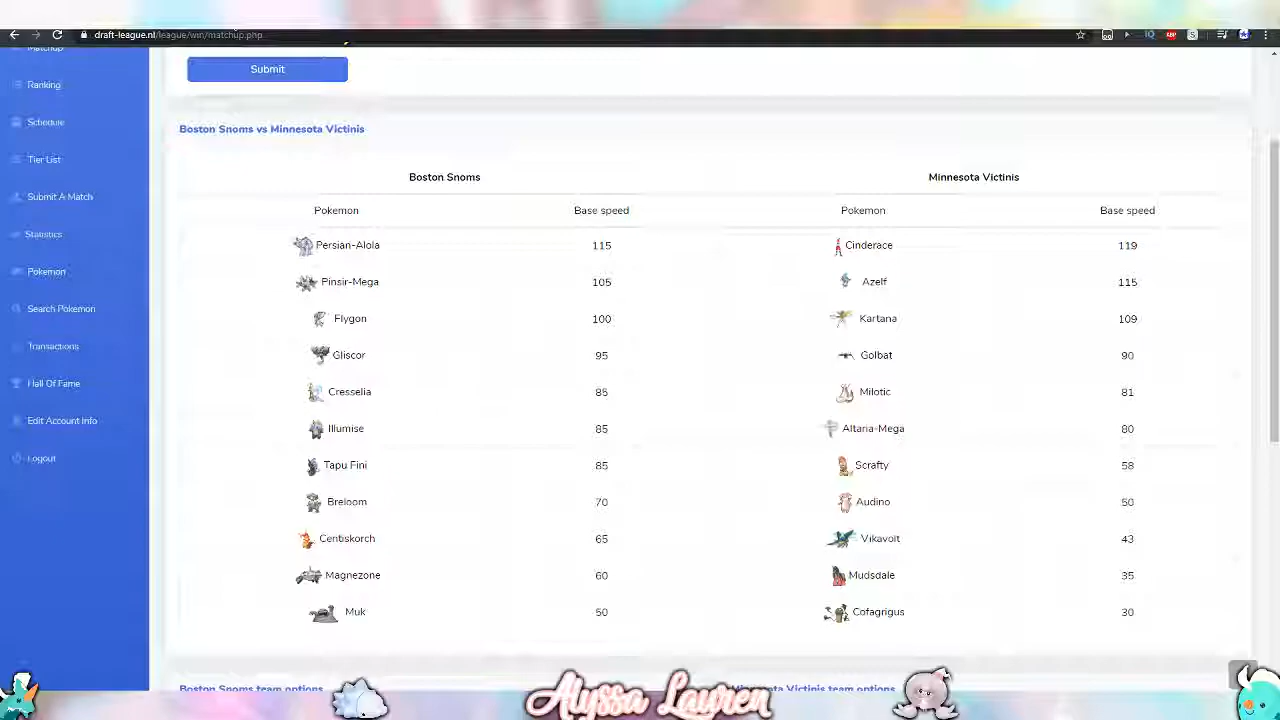 draft-league.nl/league/win/matchup.php
Matchup
Ranking
Schedule
Tier List
Submit A Match
Statistics
Pokemon
Search Pokemon
Transactions
Hall Of Fame
Edit Account Info
Logout
Submit
Boston Snoms vs Minnesota Victinis
Boston Snoms Minnesota Victinis
Pokemon Base speed Pokemon Base speed
Persian-Alola 115 Cinderace 119
Pinsir-Mega 105 Azelf 115
Flygon 100 Kartana 109
Gliscor 95 Golbat 90
Cresselia 85 Milotic 81
Illumise 85 Altaria-Mega 80
Tapu Fini 85 Scrafty 58
Breloom 70 Audino 50
Centiskorch 65 Vikavolt 43
Magnezone 60 Mudsdale 35
Muk 50 Cofagrigus 30
Boston Snoms team options Minnesota Victinis team options
Alyssa Lauren